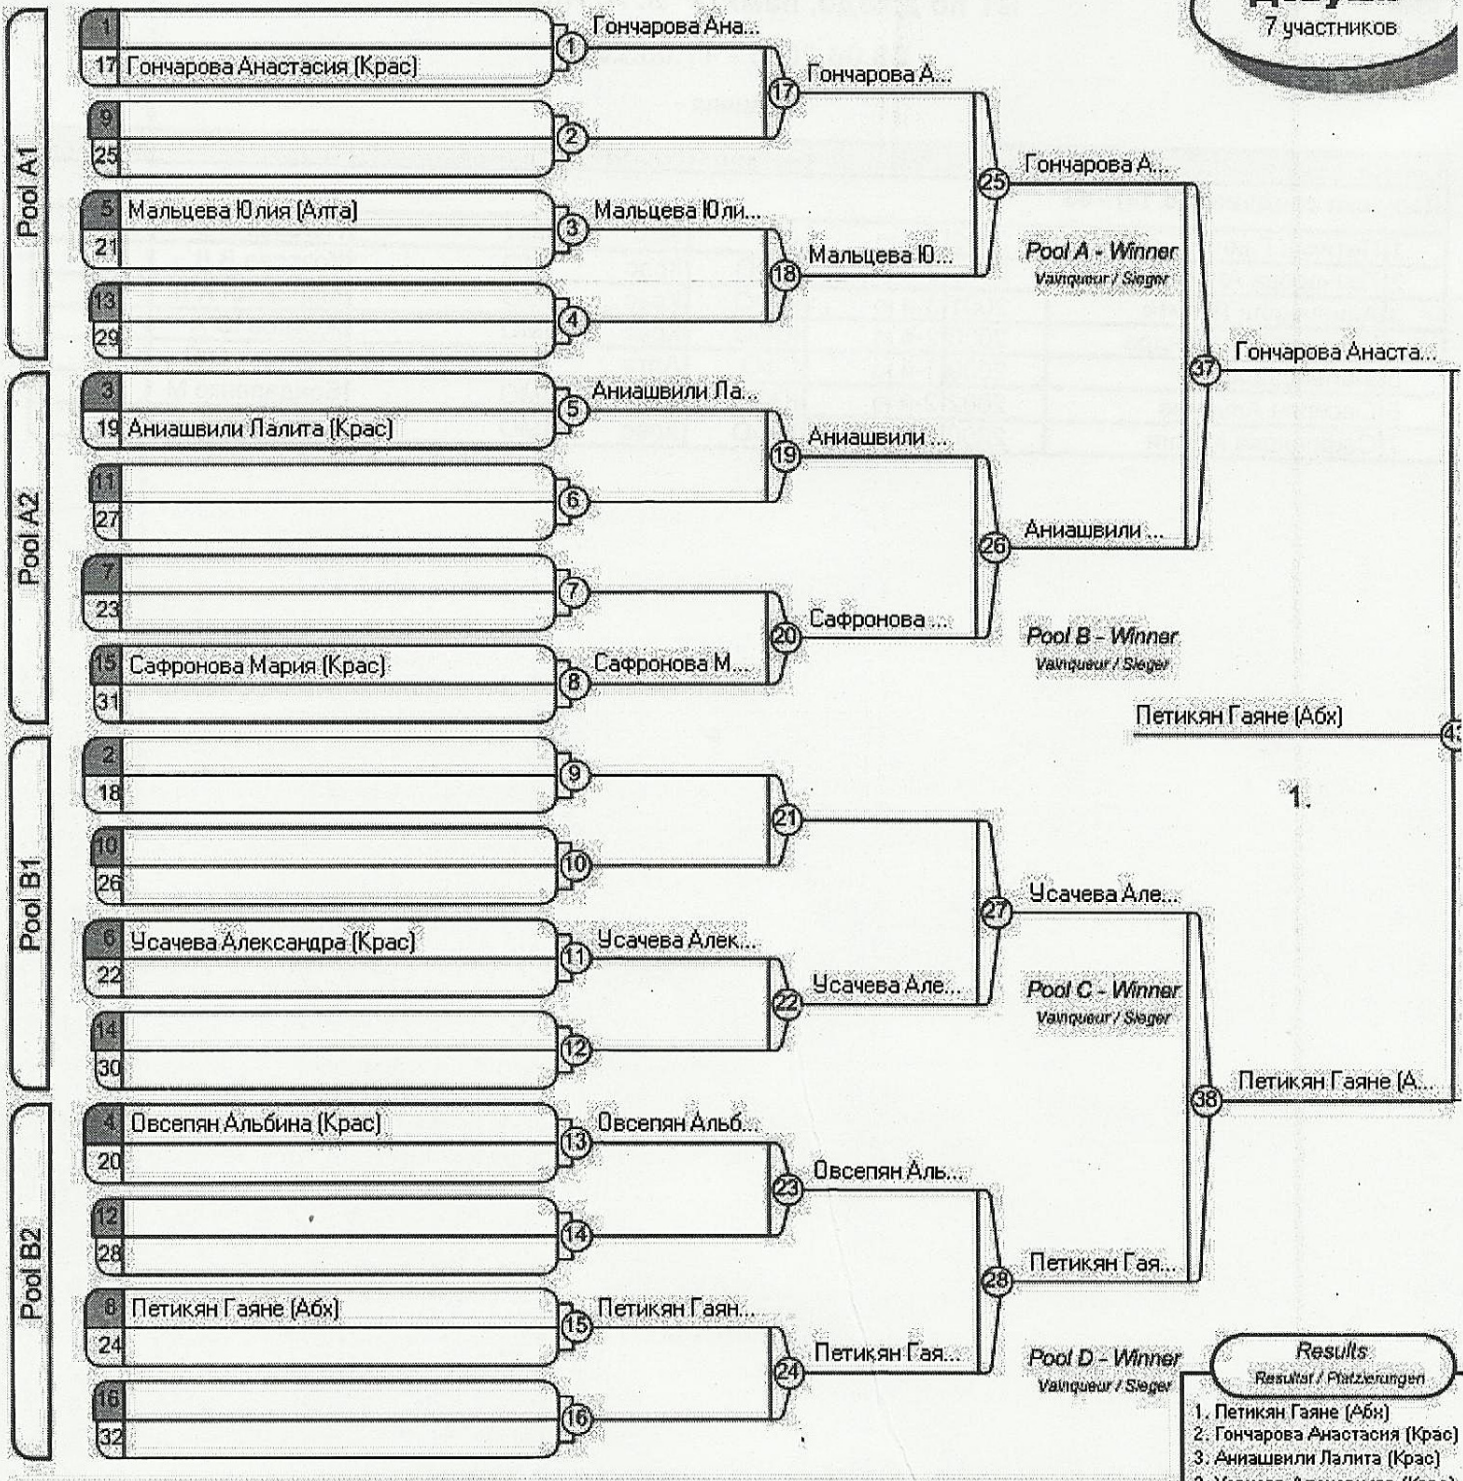 7 участников
Pool A1
1
17 Гончарова Анастасия (Крас)
1
Гончарова Ана...
9
25
2
17
Гончарова А...
5 Мальцева Юлия (Алта)
21
3
Мальцева Юли...
13
29
4
18
Мальцева Ю...
25
Гончарова А...
Pool A - Winner
Vainqueur / Sieger
Pool A2
3
19 Аниашвили Лалита (Крас)
5
Аниашвили Ла...
11
27
6
19
Аниашвили ...
7
23
7
15 Сафронова Мария (Крас)
31
8
Сафронова М...
20
Сафронова ...
26
Аниашвили ...
Pool B - Winner
Vainqueur / Sieger
37
Гончарова Анаста...
Петикян Гаяне (Абх)
1.
Pool B1
2
18
9
10
26
10
21
6 Усачева Александра (Крас)
22
11
Усачева Алек...
14
30
12
22
Усачева Але...
27
Усачева Але...
Pool C - Winner
Vainqueur / Sieger
Pool B2
4 Овсепян Альбина (Крас)
20
13
Овсепян Альб...
12
28
14
23
Овсепян Аль...
8 Петикян Гаяне (Абх)
24
15
Петикян Гаян...
16
32
16
24
Петикян Гая...
28
Петикян Гая...
Pool D - Winner
Vainqueur / Sieger
38
Петикян Гаяне (А...
Results
Resultat / Platzierungen
1. Петикян Гаяне (Абх)
2. Гончарова Анастасия (Крас)
3. Аниашвили Лалита (Крас)